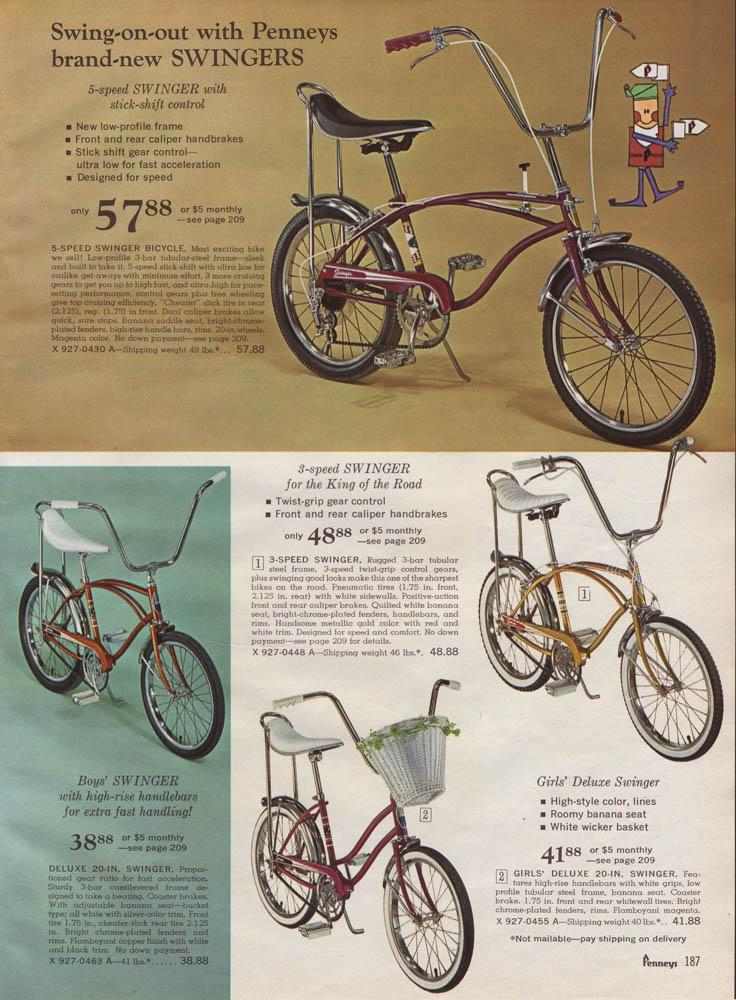 Swing-on-out with Penneys
brand-new SWINGERS
5-speed SWINGER with
stick-shift control
■ New low-profile frame
■ Front and rear caliper handbrakes
■ Stick shift gear control—
ultra low for fast acceleration
■ Designed for speed
only 57⁸⁸ or $5 monthly
—see page 209
5-SPEED SWINGER BICYCLE. Most exciting bike
we sell! Low-profile 3-bar tubular-steel frame—sleek
and built to take it. 5-speed stick-shift with ultra low for
catlike get-aways with minimum effort, 3 more cruising
gears to get you up to high fast, and ultra-high for pace-
setting performance, control gears plus free wheeling
give top cruising efficiency. "Cheater" slick tire in rear
(2.125), reg. (1.75) in front. Dual caliper brakes allow
quick, sure stops. Banana saddle seat, bright-chrome-
plated fenders, high-rise handle bars, rims. 20-in. wheels.
Magenta color. No down payment—see page 209.
X 927-0430 A—Shipping weight 49 lbs.*... 57.88
Swinger
P
P
3-speed SWINGER
for the King of the Road
■ Twist-grip gear control
■ Front and rear caliper handbrakes
only 48⁸⁸ or $5 monthly
—see page 209
1 3-SPEED SWINGER. Rugged 3-bar tubular
steel frame, 3-speed twist-grip control gears,
plus swinging good looks make this one of the sharpest
bikes on the road. Pneumatic tires (1.75 in. front,
2.125 in. rear) with white sidewalls. Positive-action
front and rear caliper brakes. Quilted white banana
seat, bright-chrome-plated fenders, handlebars, and
rims. Handsome metallic gold color with red and
white trim. Designed for speed and comfort. No down
payment—see page 209 for details.
X 927-0448 A—Shipping weight 46 lbs.*. 48.88
1
2
Boys' SWINGER
with high-rise handlebars
for extra fast handling!
38⁸⁸ or $5 monthly
—see page 209
DELUXE 20-IN. SWINGER. Propor-
tioned gear ratio for fast acceleration.
Sturdy 3-bar cantilevered frame de-
signed to take a beating. Coaster brakes.
With adjustable banana seat—bucket
type; all white with silver-color trim. Front
tire 1.75 in., cheater slick rear tire 2.125
in. Bright chrome-plated fenders and
rims. Flamboyant copper finish with white
and black trim. No down payment.
X 927-0463 A—41 lbs.*...... 38.88
Girls' Deluxe Swinger
■ High-style color, lines
■ Roomy banana seat
■ White wicker basket
41⁸⁸ or $5 monthly
—see page 209
2 GIRLS' DELUXE 20-IN. SWINGER. Fea-
tures high-rise handlebars with white grips, low
profile tubular steel frame, banana seat. Coaster
brake. 1.75 in. front and rear whitewall tires. Bright
chrome-plated fenders, rims. Flamboyant magenta.
X 927-0455 A—Shipping weight 40 lbs.*.. 41.88
*Not mailable—pay shipping on delivery
Penneys 187